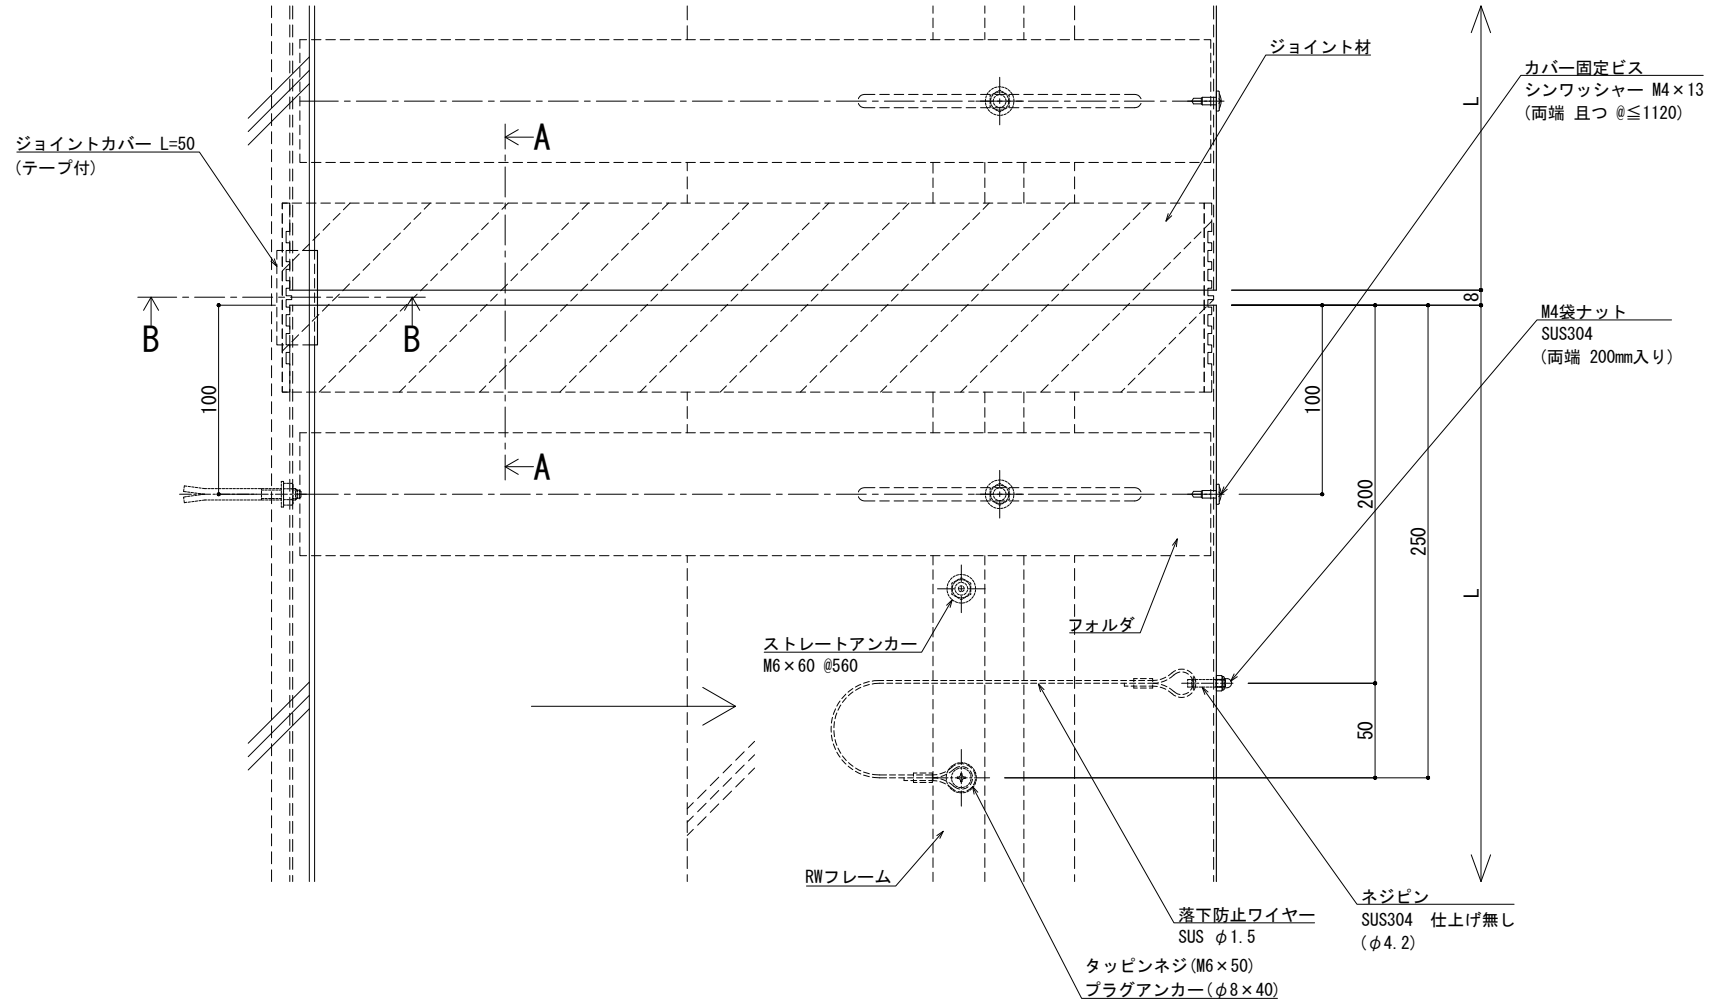 ジョイント材
カバー固定ビス
シンワッシャー M4×13
(両端 且つ @≦1120)
L
ジョイントカバー L=50
(テープ付)
A
8
B
B
M4袋ナット
SUS304
(両端 200mm入り)
100
100
A
200
250
L
ストレートアンカー
M6×60 @560
フォルダ
50
RWフレーム
落下防止ワイヤー
SUS φ1.5
ネジピン
SUS304 仕上げ無し
(φ4.2)
タッピンネジ(M6×50)
プラグアンカー(φ8×40)